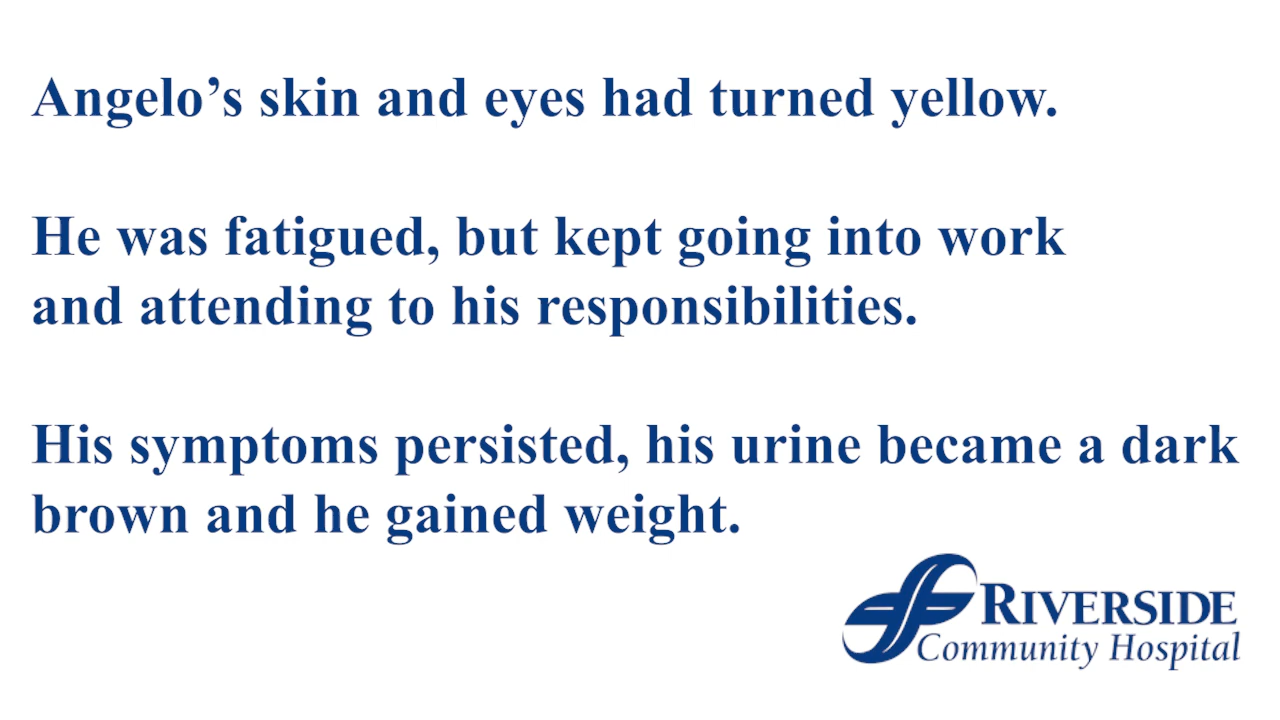 Angelo’s skin and eyes had turned yellow.
He was fatigued, but kept going into work
and attending to his responsibilities.
His symptoms persisted, his urine became a dark
brown and he gained weight.
RIVERSIDE
Community Hospital